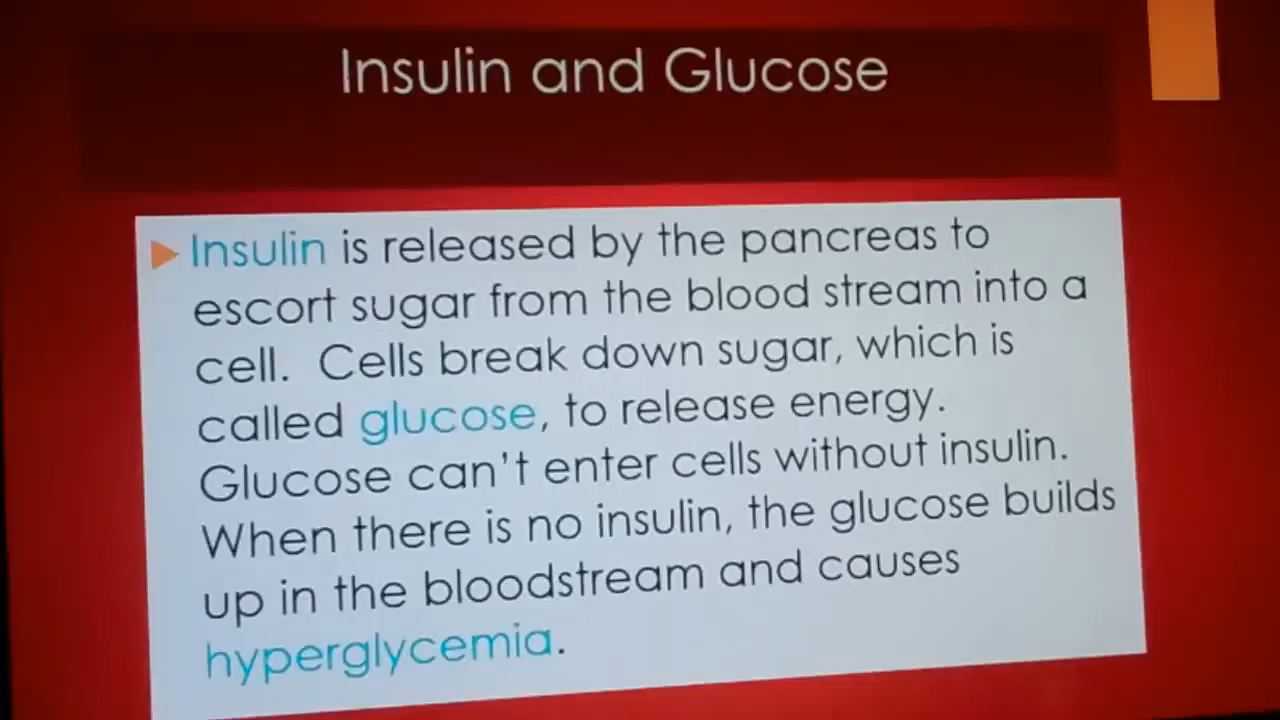 Insulin and Glucose
Insulin is released by the pancreas to
escort sugar from the blood stream into a
cell.  Cells break down sugar, which is
called glucose, to release energy.
Glucose can't enter cells without insulin.
When there is no insulin, the glucose builds
up in the bloodstream and causes
hyperglycemia.